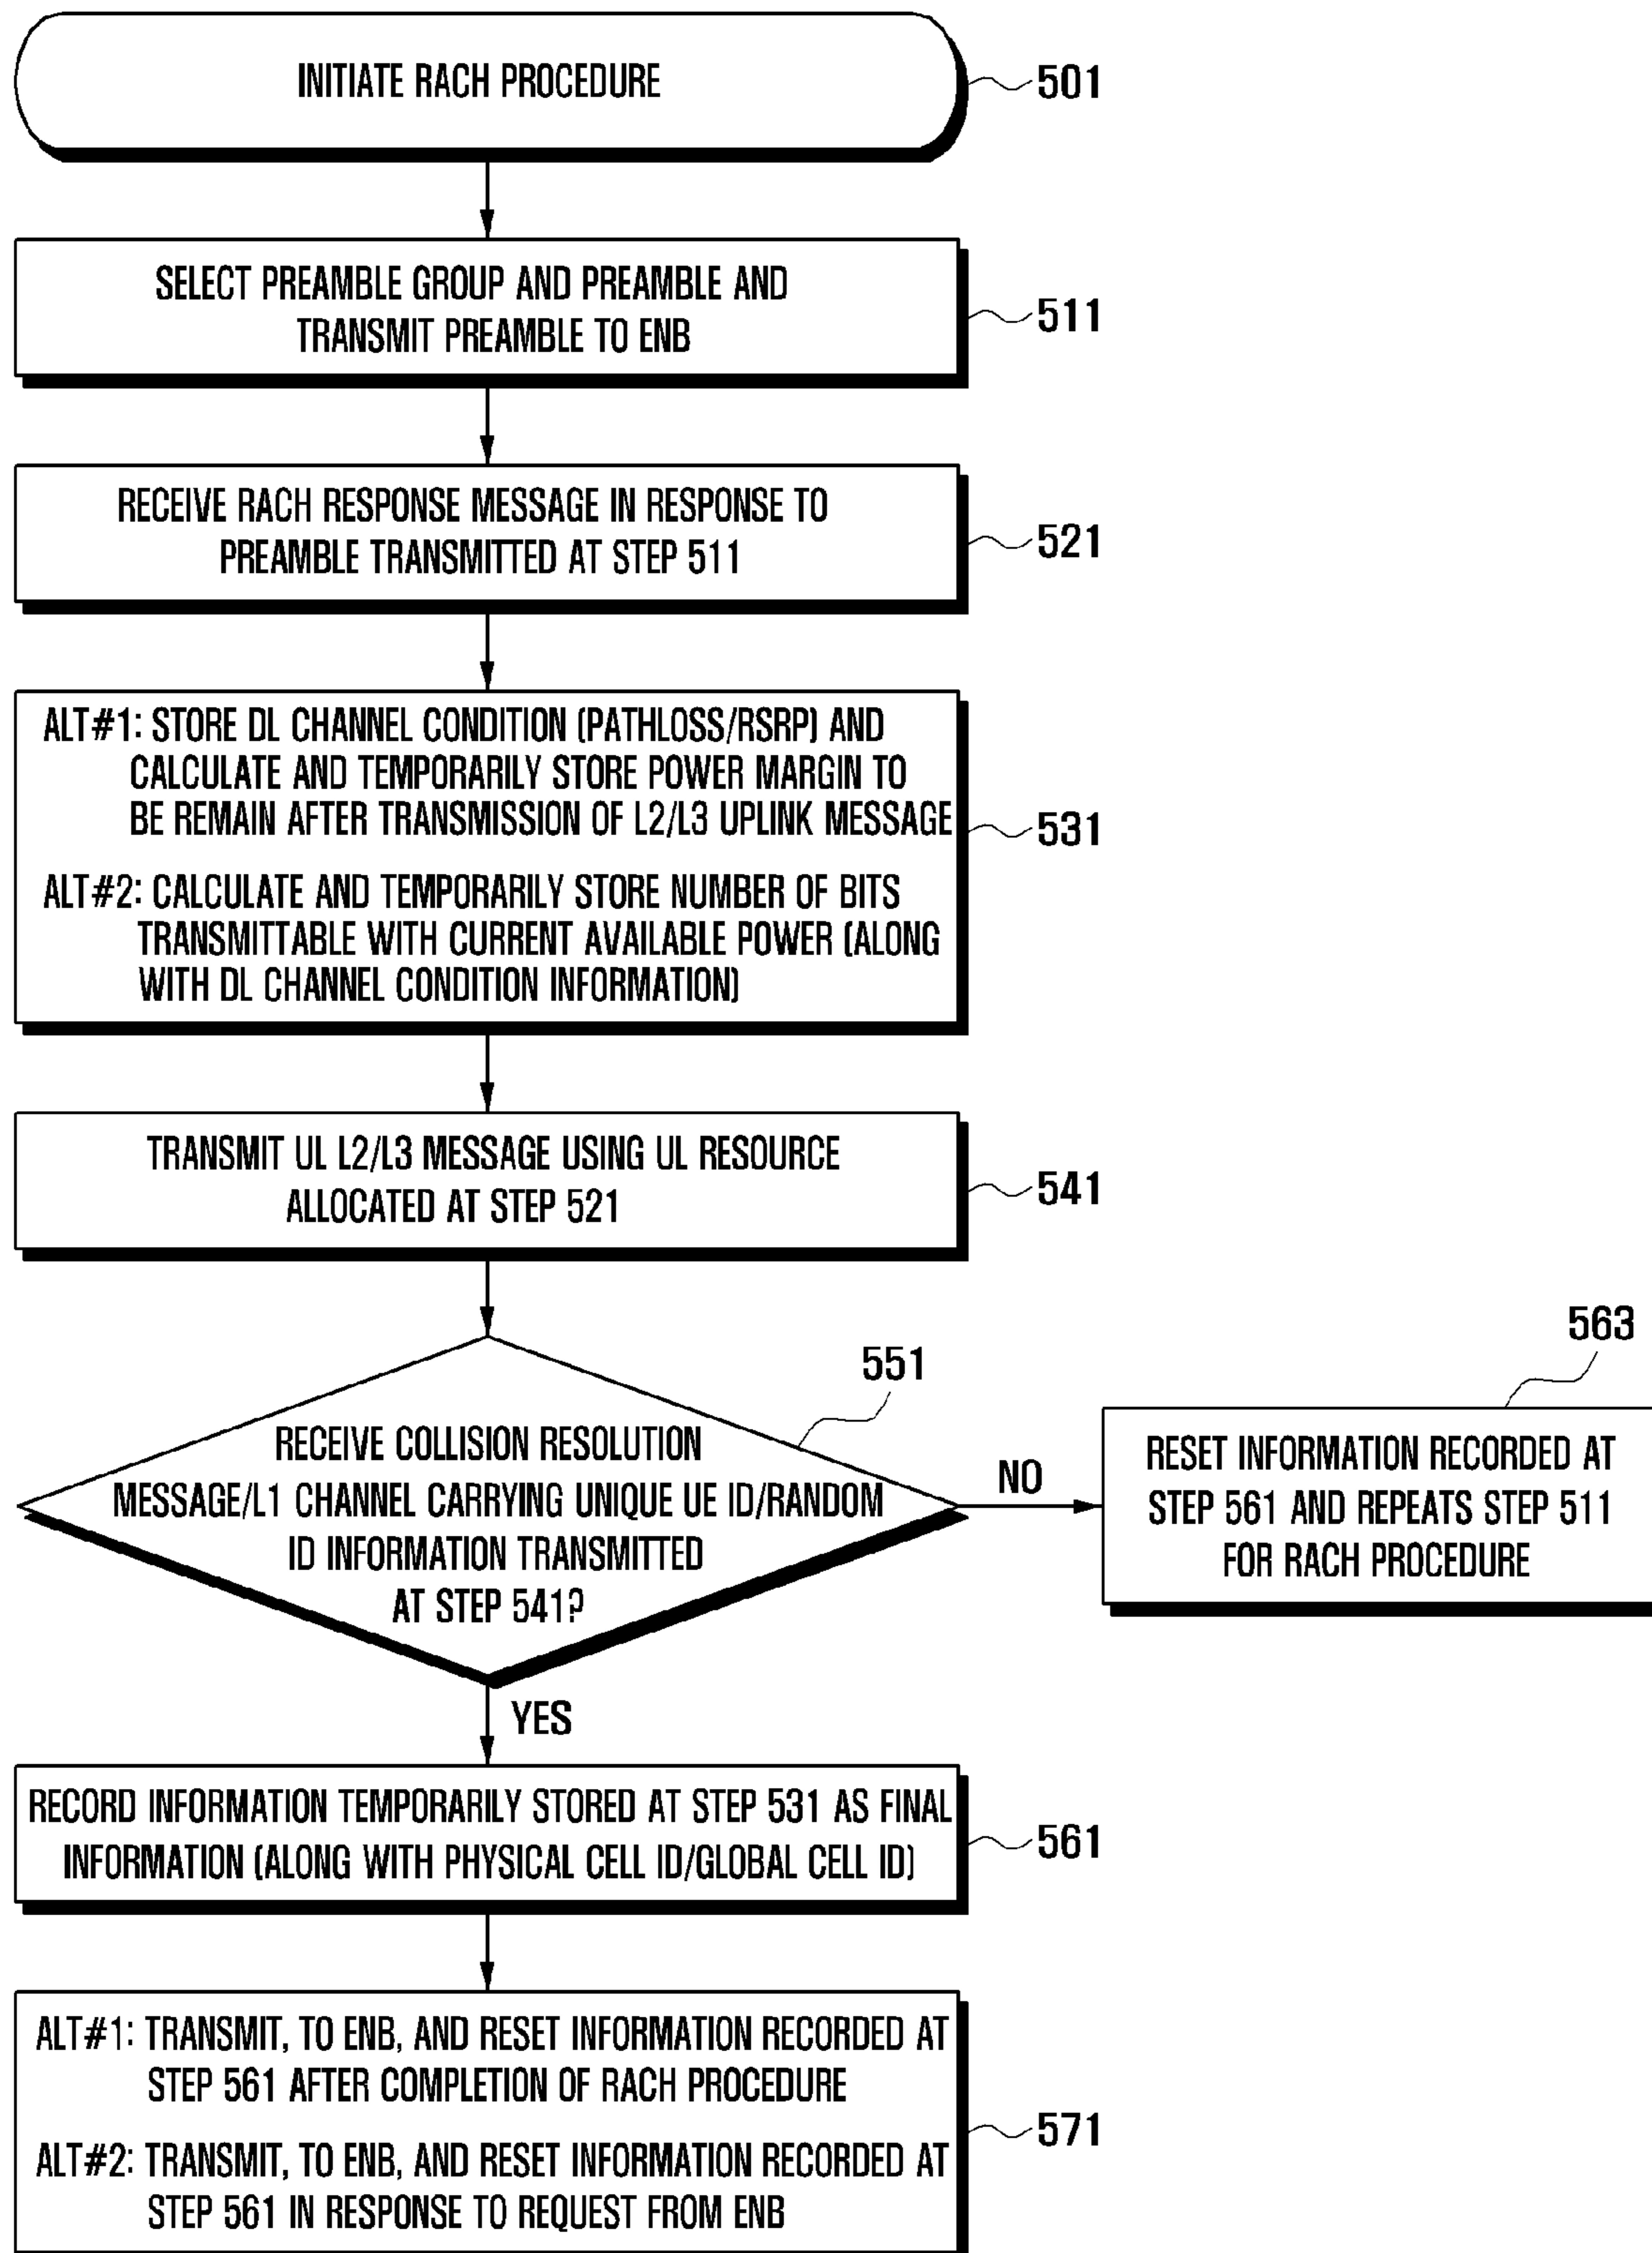 INITIATE RACH PROCEDURE
501
SELECT PREAMBLE GROUP AND PREAMBLE AND
TRANSMIT PREAMBLE TO ENB
511
RECEIVE RACH RESPONSE MESSAGE IN RESPONSE TO
PREAMBLE TRANSMITTED AT STEP 511
521
ALT#1: STORE DL CHANNEL CONDITION (PATHLOSS/RSRP) AND
CALCULATE AND TEMPORARILY STORE POWER MARGIN TO
BE REMAIN AFTER TRANSMISSION OF L2/L3 UPLINK MESSAGE
ALT#2: CALCULATE AND TEMPORARILY STORE NUMBER OF BITS
TRANSMITTABLE WITH CURRENT AVAILABLE POWER (ALONG
WITH DL CHANNEL CONDITION INFORMATION)
531
TRANSMIT UL L2/L3 MESSAGE USING UL RESOURCE
ALLOCATED AT STEP 521
541
551
RECEIVE COLLISION RESOLUTION
MESSAGE/L1 CHANNEL CARRYING UNIQUE UE ID/RANDOM
ID INFORMATION TRANSMITTED
AT STEP 541?
NO
563
RESET INFORMATION RECORDED AT
STEP 561 AND REPEATS STEP 511
FOR RACH PROCEDURE
YES
RECORD INFORMATION TEMPORARILY STORED AT STEP 531 AS FINAL
INFORMATION (ALONG WITH PHYSICAL CELL ID/GLOBAL CELL ID)
561
ALT#1: TRANSMIT, TO ENB, AND RESET INFORMATION RECORDED AT
STEP 561 AFTER COMPLETION OF RACH PROCEDURE
ALT#2: TRANSMIT, TO ENB, AND RESET INFORMATION RECORDED AT
STEP 561 IN RESPONSE TO REQUEST FROM ENB
571